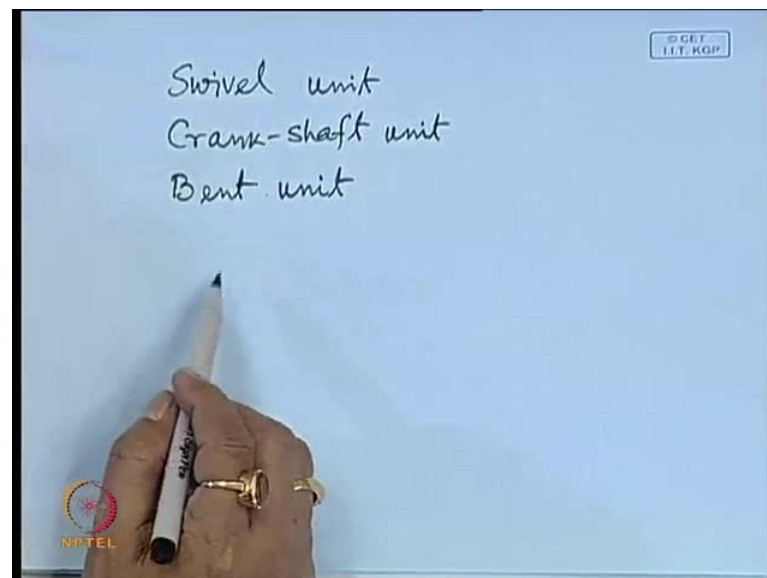 © CET
I.I.T. KGP
Swivel unit
Crank-shaft unit
Bent unit
NPTEL